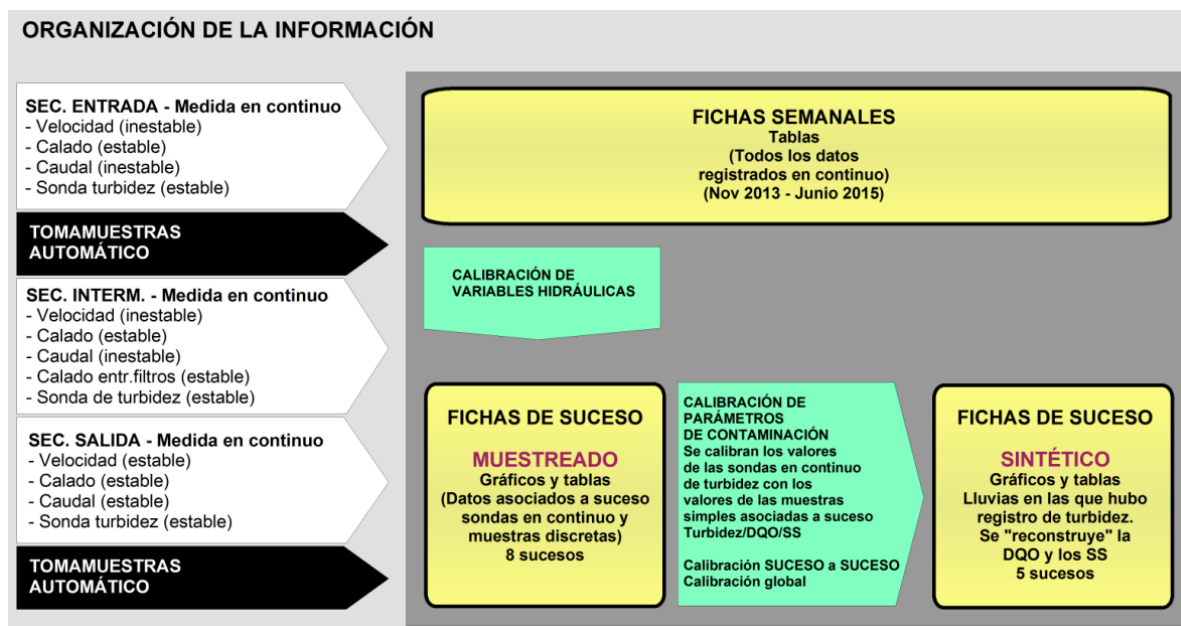 ORGANIZACIÓN DE LA INFORMACIÓN
SEC. ENTRADA - Medida en continuo
- Velocidad (inestable)
- Calado (estable)
- Caudal (inestable)
- Sonda turbidez (estable)
TOMAMUESTRAS
AUTOMÁTICO
SEC. INTERM. - Medida en continuo
- Velocidad (inestable)
- Calado (estable)
- Caudal (inestable)
- Calado entr.filtros (estable)
- Sonda de turbidez (estable)
SEC. SALIDA - Medida en continuo
- Velocidad (estable)
- Calado (estable)
- Caudal (estable)
- Sonda turbidez (estable)
TOMAMUESTRAS
AUTOMÁTICO
FICHAS SEMANALES
Tablas
(Todos los datos
registrados en continuo)
(Nov 2013 - Junio 2015)
CALIBRACIÓN DE
VARIABLES HIDRÁULICAS
FICHAS DE SUCESO
MUESTREADO
Gráficos y tablas
(Datos asociados a suceso
sondas en continuo y
muestras discretas)
8 sucesos
CALIBRACIÓN DE
PARÁMETROS
DE CONTAMINACIÓN
Se calibran los valores
de las sondas en continuo
de turbidez con los
valores de las muestras
simples asociadas a suceso
Turbidez/DQO/SS
Calibración SUCESO a SUCESO
Calibración global
FICHAS DE SUCESO
SINTÉTICO
Gráficos y tablas
Lluvias en las que hubo
registro de turbidez.
Se "reconstruye" la
DQO y los SS
5 sucesos